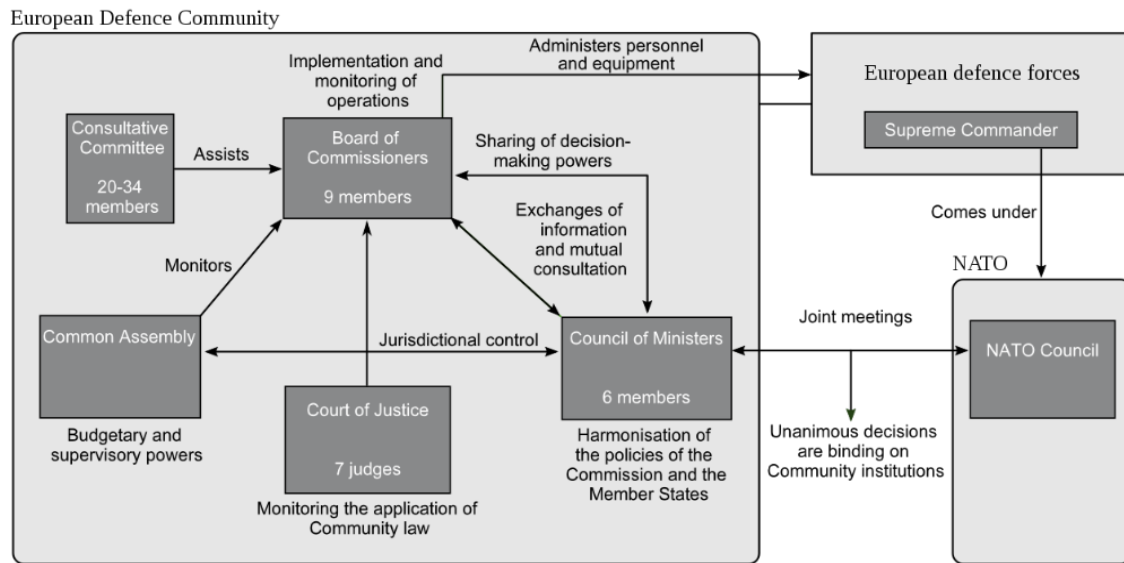 European Defence Community
Implementation and
monitoring of
operations
Administers personnel
and equipment
European defence forces
Supreme Commander
Consultative
Committee
20-34
members
Assists
Board of
Commissioners
9 members
Sharing of decision-
making powers
Exchanges of
information
and mutual
consultation
Comes under
Monitors
NATO
Common Assembly
Jurisdictional control
Council of Ministers
6 members
Joint meetings
NATO Council
Court of Justice
7 judges
Budgetary and
supervisory powers
Harmonisation of
the policies of the
Commission and the
Member States
Unanimous decisions
are binding on
Community institutions
Monitoring the application of
Community law